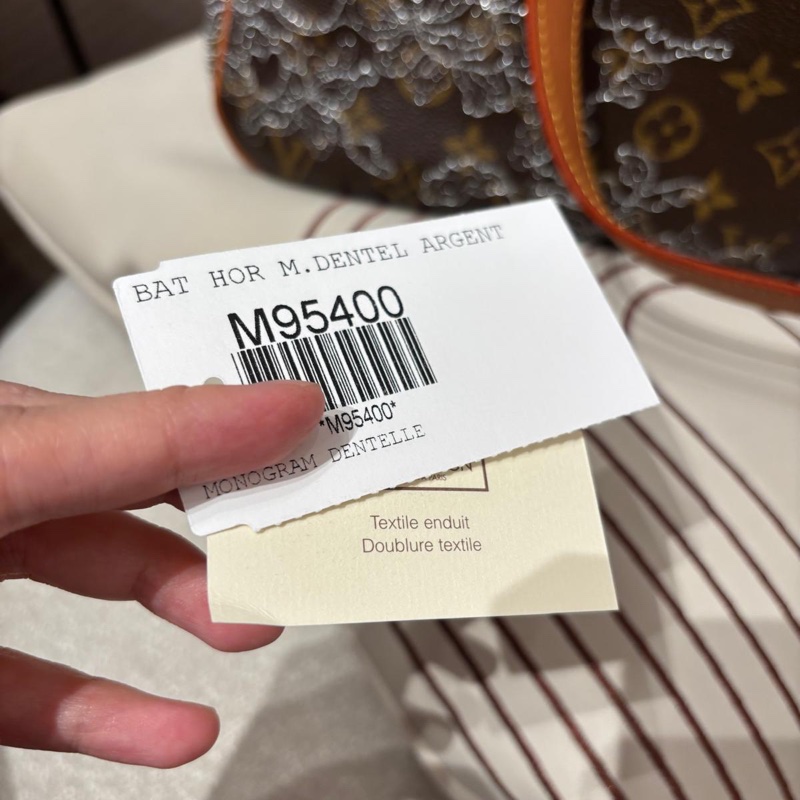 BAT HOR M.DENTEL ARGENT
M95400
*M95400*
MONOGRAM DENTELLE
Textile enduit
Doublure textile